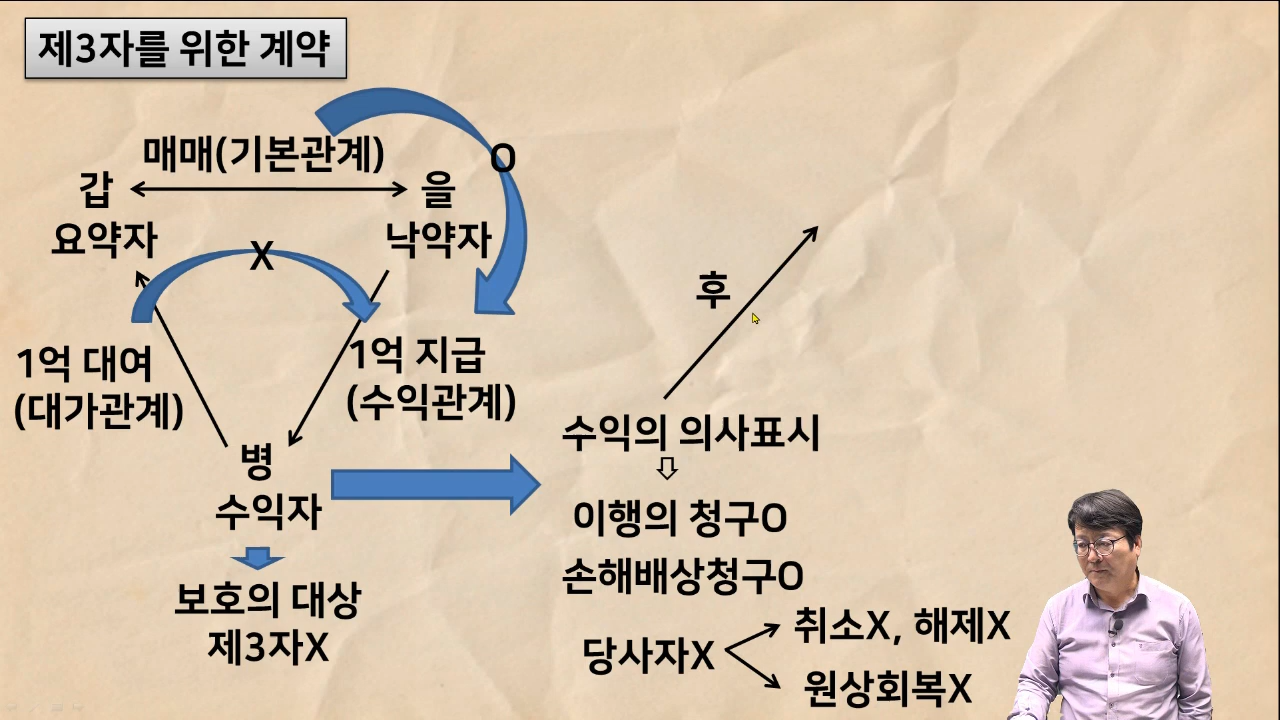 제3자를 위한 계약
매매(기본관계)
O
갑
을
요약자
낙약자
X
후
1억 대여
(대가관계)
1억 지급
(수익관계)
병
수익자
수익의 의사표시
이행의 청구O
손해배상청구O
보호의 대상
제3자X
당사자X
취소X, 해제X
원상회복X